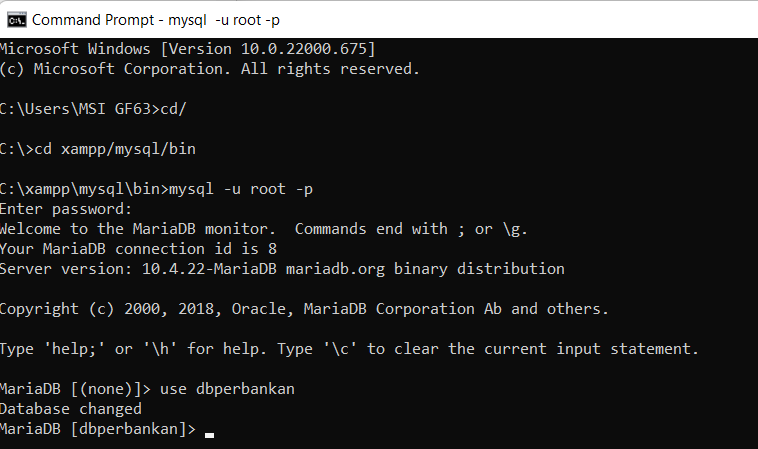 Command Prompt - mysql  -u root -p
Microsoft Windows [Version 10.0.22000.675]
(c) Microsoft Corporation. All rights reserved.
C:\Users\MSI GF63>cd/
C:\>cd xampp/mysql/bin
C:\xampp\mysql\bin>mysql -u root -p
Enter password:
Welcome to the MariaDB monitor.  Commands end with ; or \g.
Your MariaDB connection id is 8
Server version: 10.4.22-MariaDB mariadb.org binary distribution
Copyright (c) 2000, 2018, Oracle, MariaDB Corporation Ab and others.
Type 'help;' or '\h' for help. Type '\c' to clear the current input statement.
MariaDB [(none)]> use dbperbankan
Database changed
MariaDB [dbperbankan]>